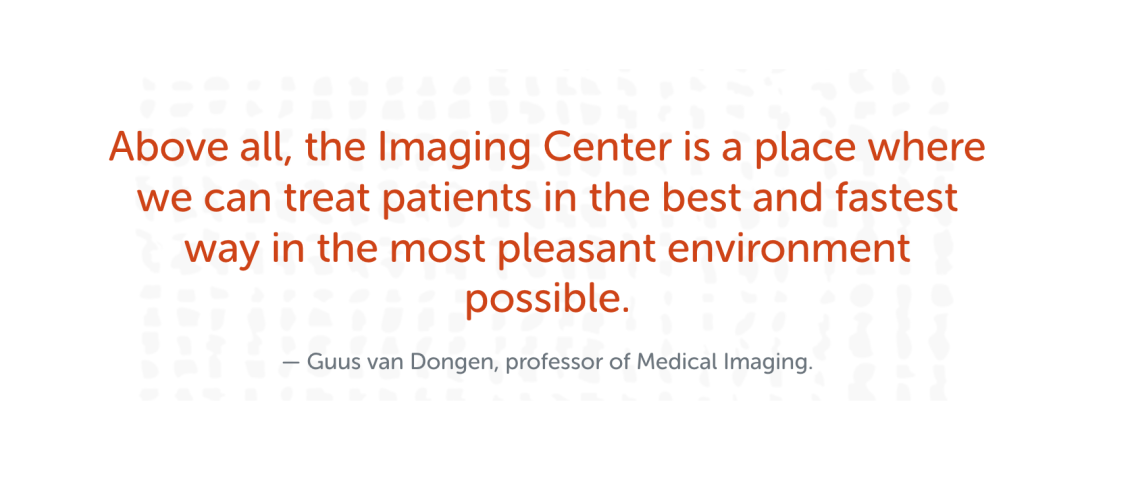 Above all, the Imaging Center is a place where
we can treat patients in the best and fastest
way in the most pleasant environment
possible.
— Guus van Dongen, professor of Medical Imaging.